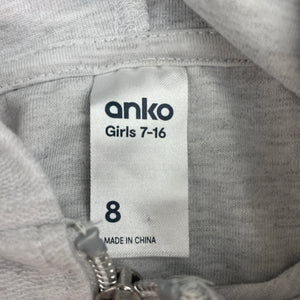 anko
Girls 7-16
8
MADE IN CHINA